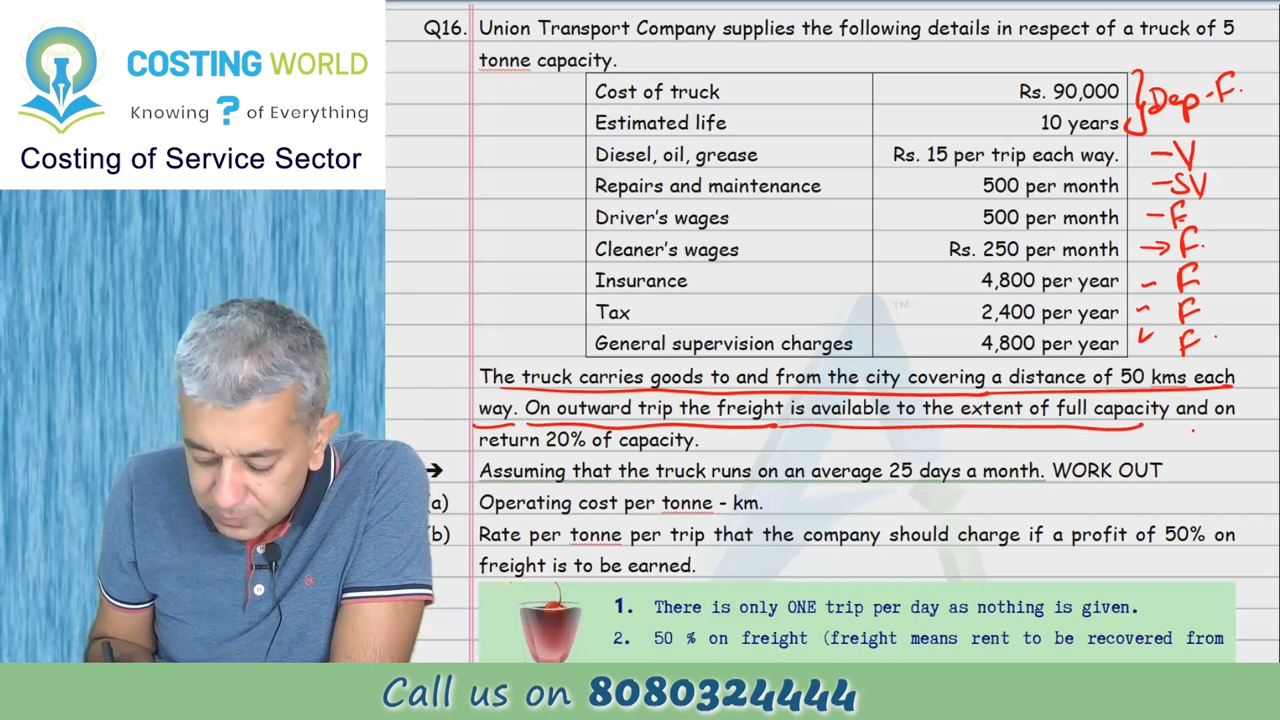 COSTING WORLD
Knowing ? of Everything
Costing of Service Sector
Q16. Union Transport Company supplies the following details in respect of a truck of 5
tonne capacity.
Cost of truck Rs. 90,000
Estimated life 10 years
} Dep - F.
Diesel, oil, grease Rs. 15 per trip each way. - V
Repairs and maintenance 500 per month - SV
Driver's wages 500 per month - F
Cleaner's wages Rs. 250 per month → F.
Insurance 4,800 per year - F
Tax 2,400 per year - F
General supervision charges 4,800 per year F
TM
The truck carries goods to and from the city covering a distance of 50 kms each
way. On outward trip the freight is available to the extent of full capacity and on
return 20% of capacity.
➔ Assuming that the truck runs on an average 25 days a month. WORK OUT
(a) Operating cost per tonne - km.
(b) Rate per tonne per trip that the company should charge if a profit of 50% on
freight is to be earned.
1. There is only ONE trip per day as nothing is given.
2. 50 % on freight (freight means rent to be recovered from
Call us on 8080324444